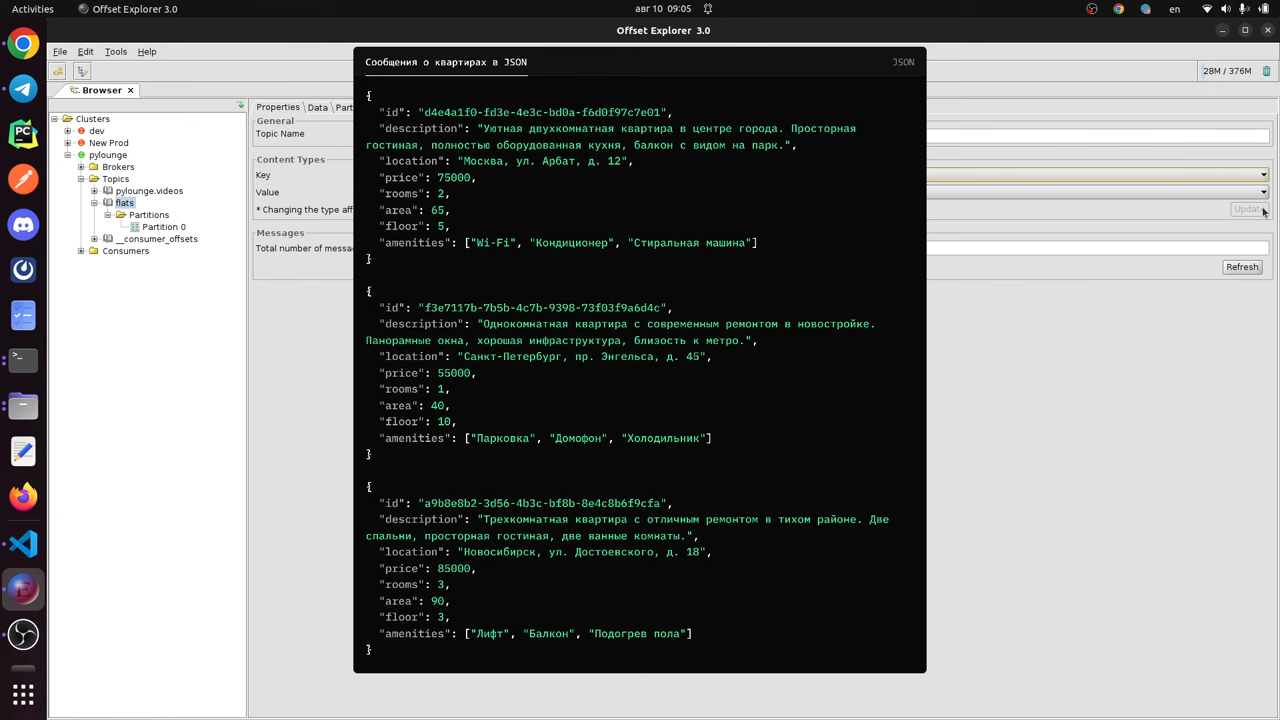 Activities
Offset Explorer 3.0
авг 10 09:05
en
Offset Explorer 3.0
File Edit Tools Help
28M / 376M
Browser
Clusters
dev
New Prod
pylounge
Brokers
Topics
pylounge.videos
flats
Partitions
Partition 0
__consumer_offsets
Consumers
Properties
Data
General
Topic Name
Content Types
Key
Value
Update
Messages
Refresh
Сообщения о квартирах в JSON
JSON
{
"id": "d4e4a1f0-fd3e-4e3c-bd0a-f6d0f97c7e01",
"description": "Уютная двухкомнатная квартира в центре города. Просторная
гостиная, полностью оборудованная кухня, балкон с видом на парк.",
"location": "Москва, ул. Арбат, д. 12",
"price": 75000,
"rooms": 2,
"area": 65,
"floor": 5,
"amenities": ["Wi-Fi", "Кондиционер", "Стиральная машина"]
}
{
"id": "f3e7117b-7b5b-4c7b-9398-73f03f9a6d4c",
"description": "Однокомнатная квартира с современным ремонтом в новостройке.
Панорамные окна, хорошая инфраструктура, близость к метро.",
"location": "Санкт-Петербург, пр. Энгельса, д. 45",
"price": 55000,
"rooms": 1,
"area": 40,
"floor": 10,
"amenities": ["Парковка", "Домофон", "Холодильник"]
}
{
"id": "a9b8e8b2-3d56-4b3c-bf8b-8e4c8b6f9cfa",
"description": "Трехкомнатная квартира с отличным ремонтом в тихом районе. Две
спальни, просторная гостиная, две ванные комнаты.",
"location": "Новосибирск, ул. Достоевского, д. 18",
"price": 85000,
"rooms": 3,
"area": 90,
"floor": 3,
"amenities": ["Лифт", "Балкон", "Подогрев пола"]
}